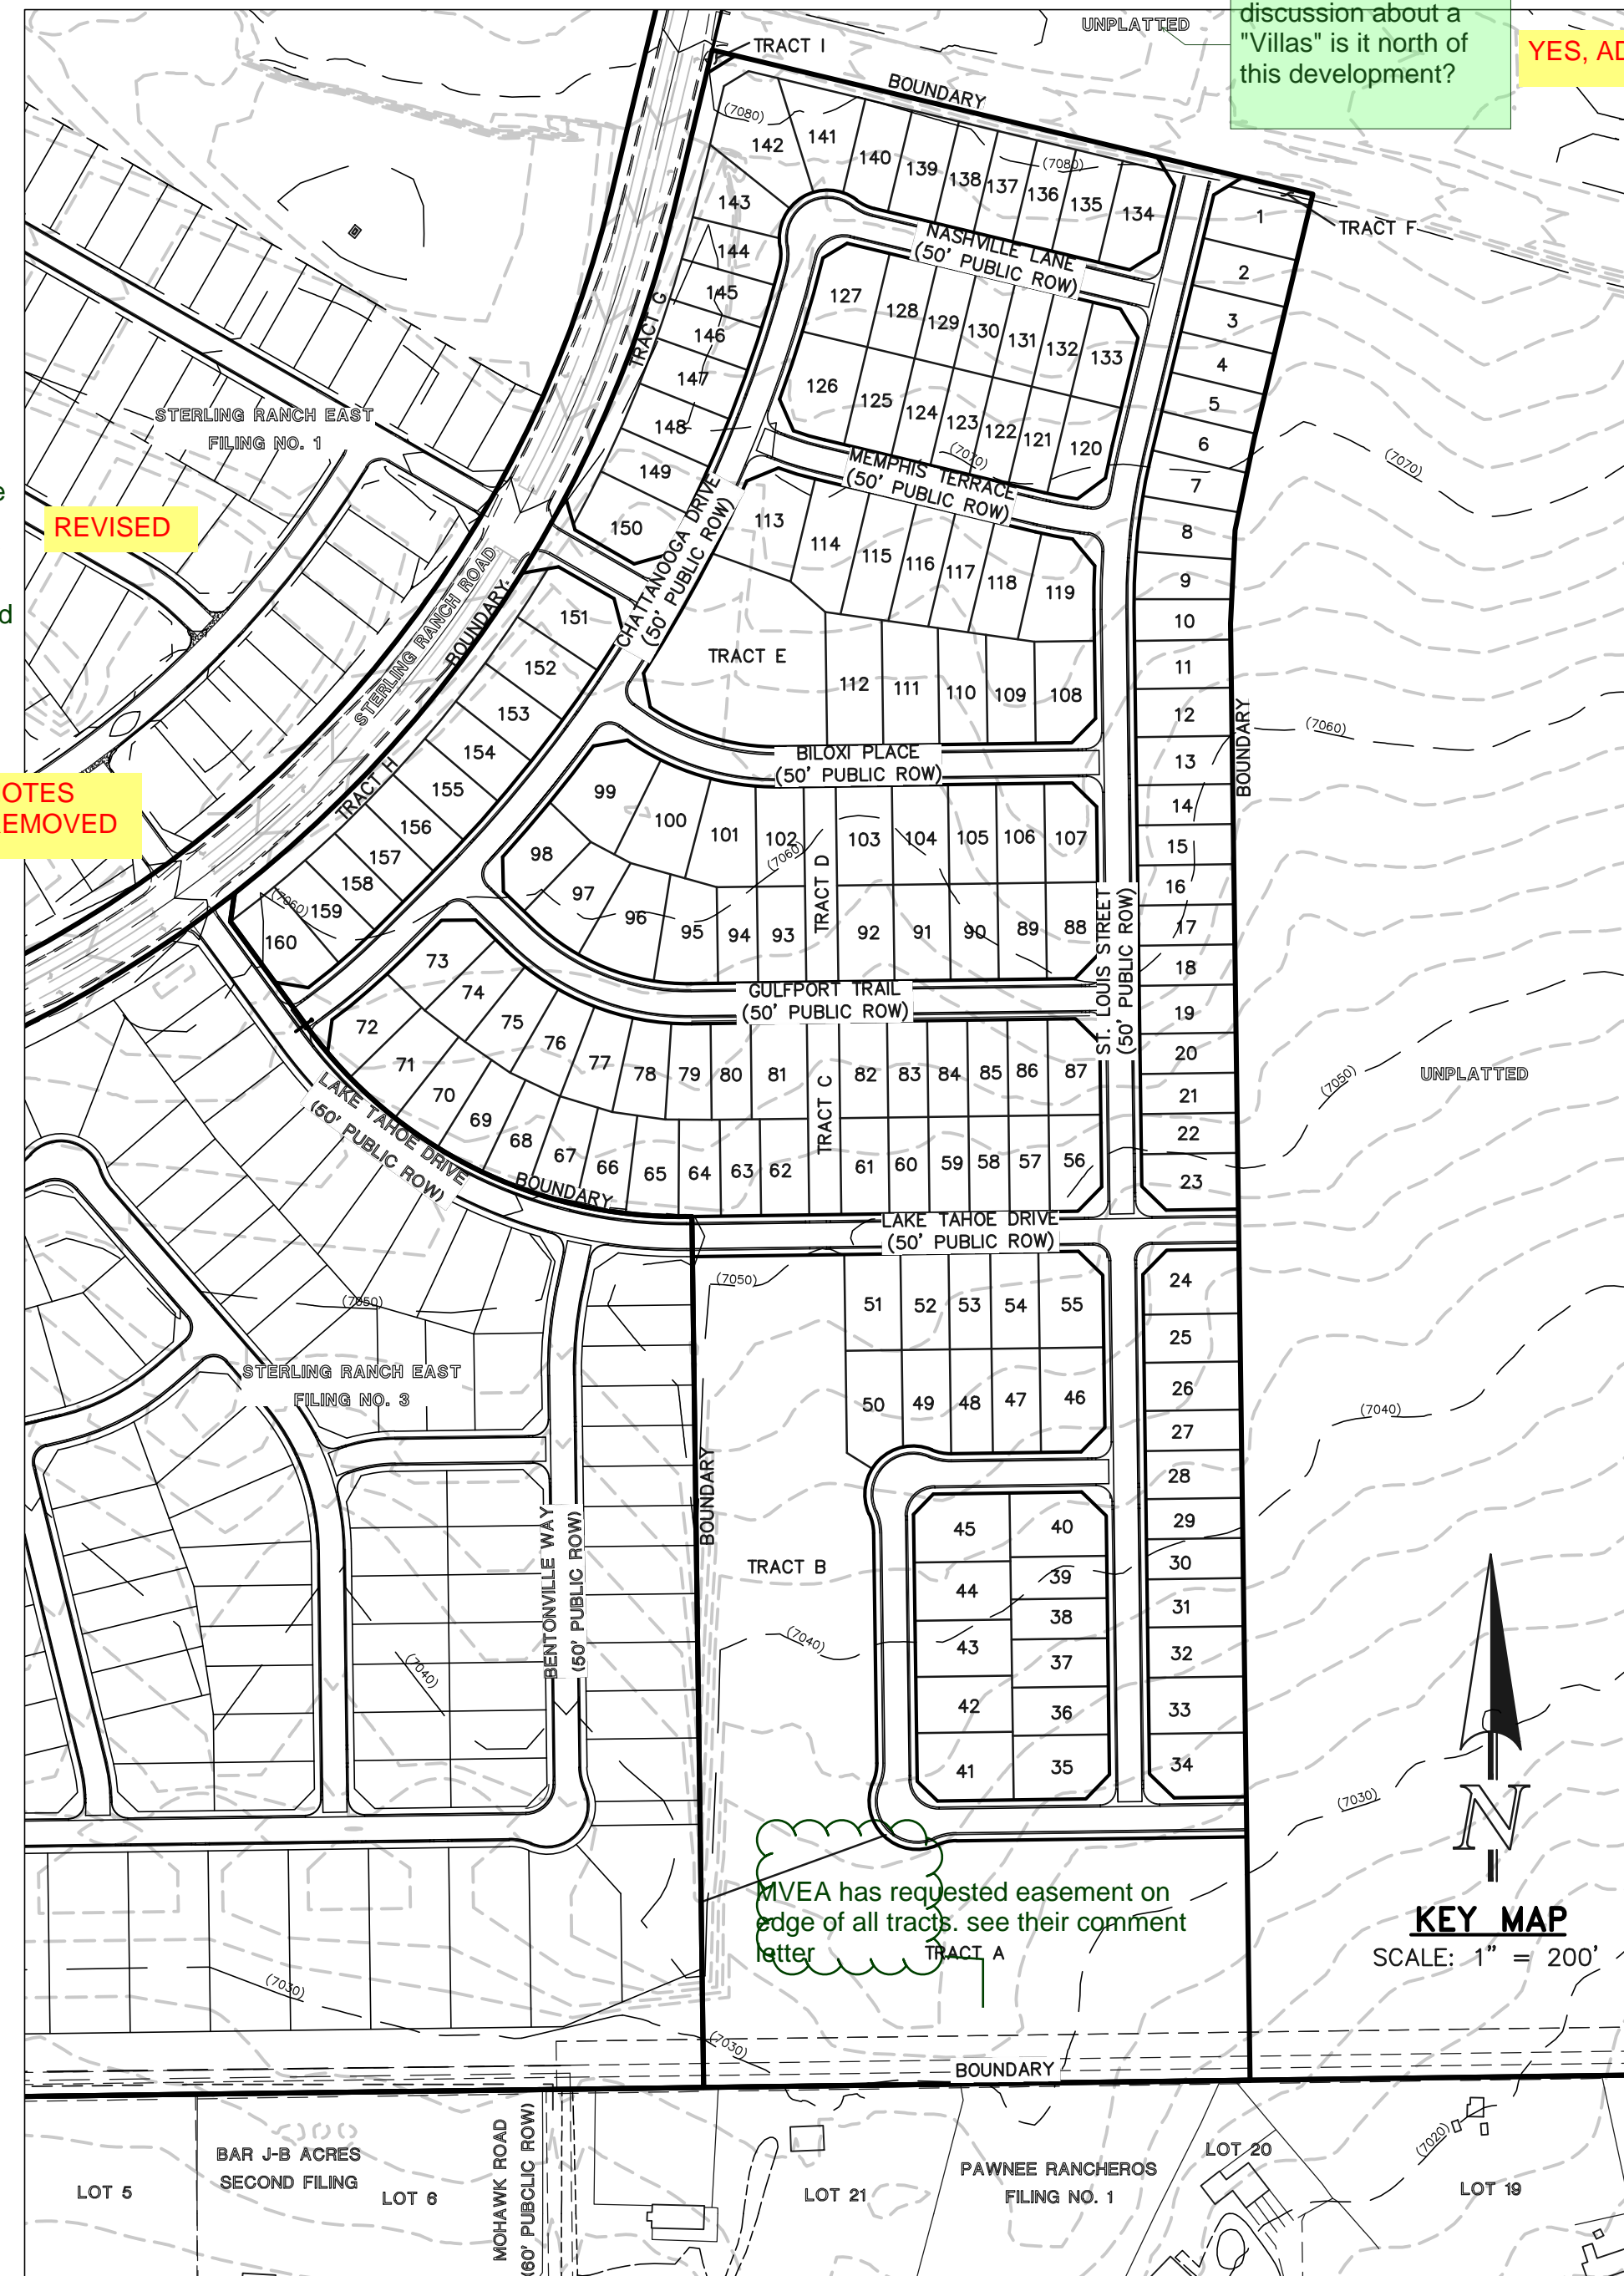 UNPLATTED
discussion about a
"Villas" is it north of
this development?
YES, AD
TRACT I
BOUNDARY
(7080)
142
141
140
139
138
137
136
135
134
(7080)
1
TRACT F
143
144
145
146
147
148
149
150
TRACT G
NASHVILLE LANE
(50' PUBLIC ROW)
2
3
4
5
6
7
127
128
129
130
131
132
133
126
125
124
123
122
121
120
(7070)
(7070)
MEMPHIS TERRACE
(50' PUBLIC ROW)
STERLING RANCH EAST
FILING NO. 1
e
REVISED
d
STERLING RANCH ROAD
BOUNDARY
CHATTANOOGA DRIVE
(50' PUBLIC ROW)
113
114
115
116
117
118
119
8
9
10
11
12
13
14
15
16
17
18
19
20
21
22
23
151
152
153
154
155
156
157
158
159
160
(7060)
TRACT H
TRACT E
112
111
110
109
108
BOUNDARY
(7060)
BILOXI PLACE
(50' PUBLIC ROW)
OTES
EMOVED
99
100
101
102
103
104
105
106
107
(7060)
TRACT D
98
97
96
95
94
93
92
91
90
89
88
ST. LOUIS STREET
(50' PUBLIC ROW)
GULFPORT TRAIL
(50' PUBLIC ROW)
73
74
75
76
77
78
79
80
81
82
83
84
85
86
87
TRACT C
72
71
70
69
68
67
66
65
64
63
62
61
60
59
58
57
56
(7050)
UNPLATTED
LAKE TAHOE DRIVE
(50' PUBLIC ROW)
BOUNDARY
LAKE TAHOE DRIVE
(50' PUBLIC ROW)
(7050)
(7050)
51
52
53
54
55
24
25
26
27
28
29
30
31
32
33
34
STERLING RANCH EAST
FILING NO. 3
50
49
48
47
46
(7040)
BOUNDARY
BENTONVILLE WAY
(50' PUBLIC ROW)
TRACT B
45
40
44
39
38
43
37
42
36
41
35
(7040)
(7040)
(7030)
N
KEY MAP
SCALE: 1" = 200'
MVEA has requested easement on
edge of all tracts. see their comment
letter
TRACT A
(7030)
(7030)
BOUNDARY
BAR J-B ACRES
SECOND FILING
LOT 5
LOT 6
MOHAWK ROAD
(60' PUBCLIC ROW)
LOT 21
PAWNEE RANCHEROS
FILING NO. 1
LOT 20
(7020)
LOT 19